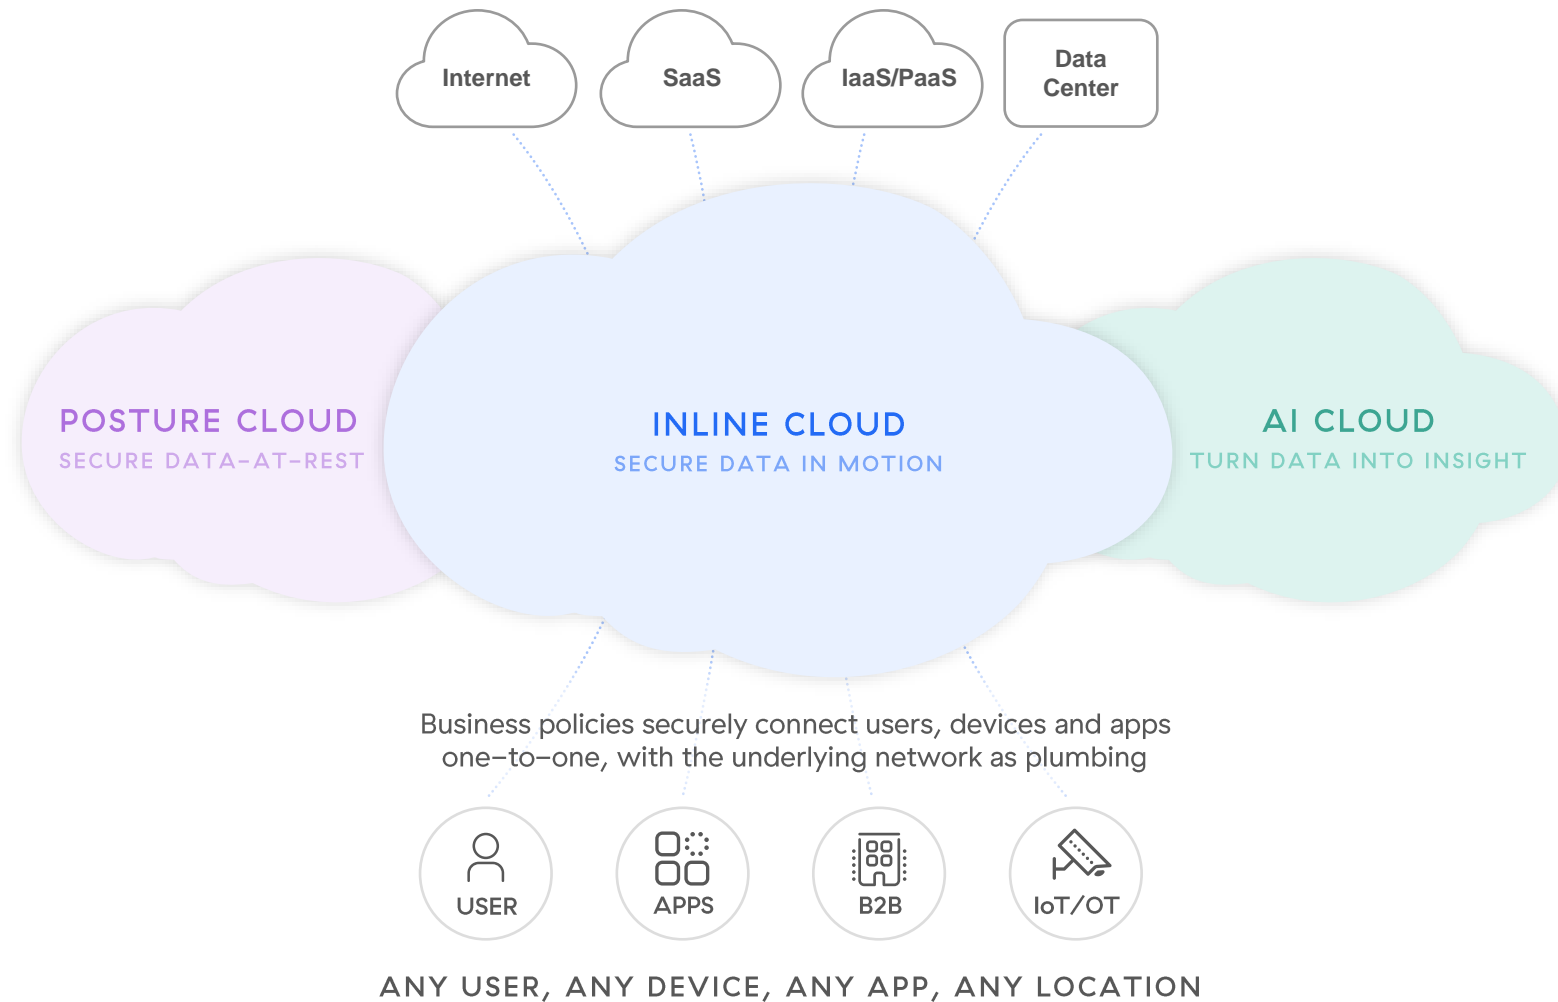 Internet
SaaS
IaaS/PaaS
Data
Center
POSTURE CLOUD
SECURE DATA-AT-REST
INLINE CLOUD
SECURE DATA IN MOTION
AI CLOUD
TURN DATA INTO INSIGHT
Business policies securely connect users, devices and apps
one-to-one, with the underlying network as plumbing
USER
APPS
B2B
IoT/OT
ANY USER, ANY DEVICE, ANY APP, ANY LOCATION